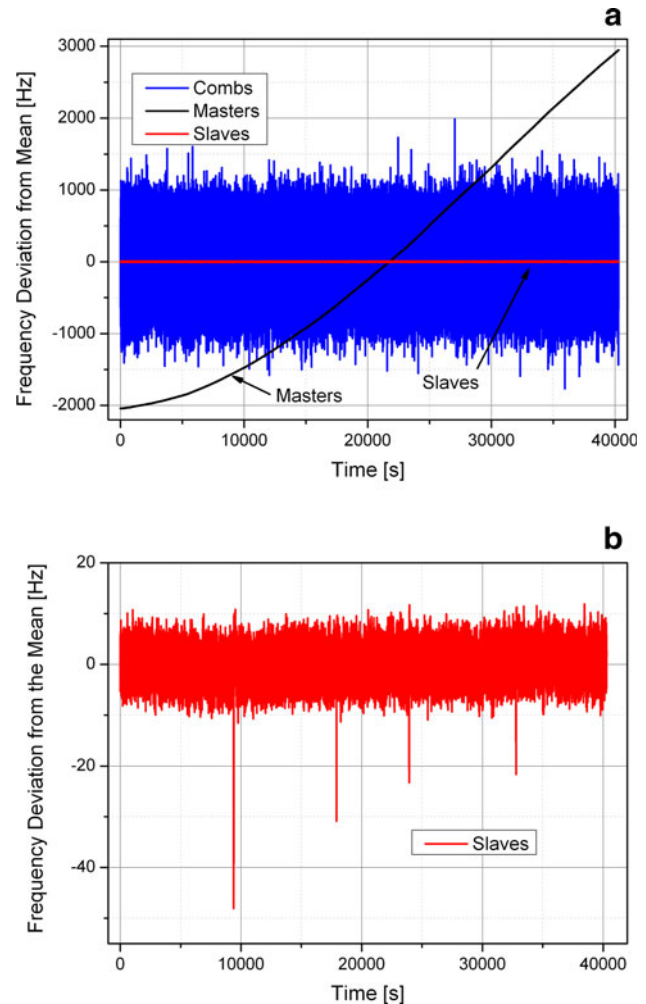 a
Frequency Deviation from Mean [Hz]
3000
2000
1000
0
-1000
-2000
Combs
Masters
Slaves
Masters
Slaves
0
10000
20000
30000
40000
Time [s]
b
Frequency Deviation from the Mean [Hz]
20
0
-20
-40
Slaves
0
10000
20000
30000
40000
Time [s]